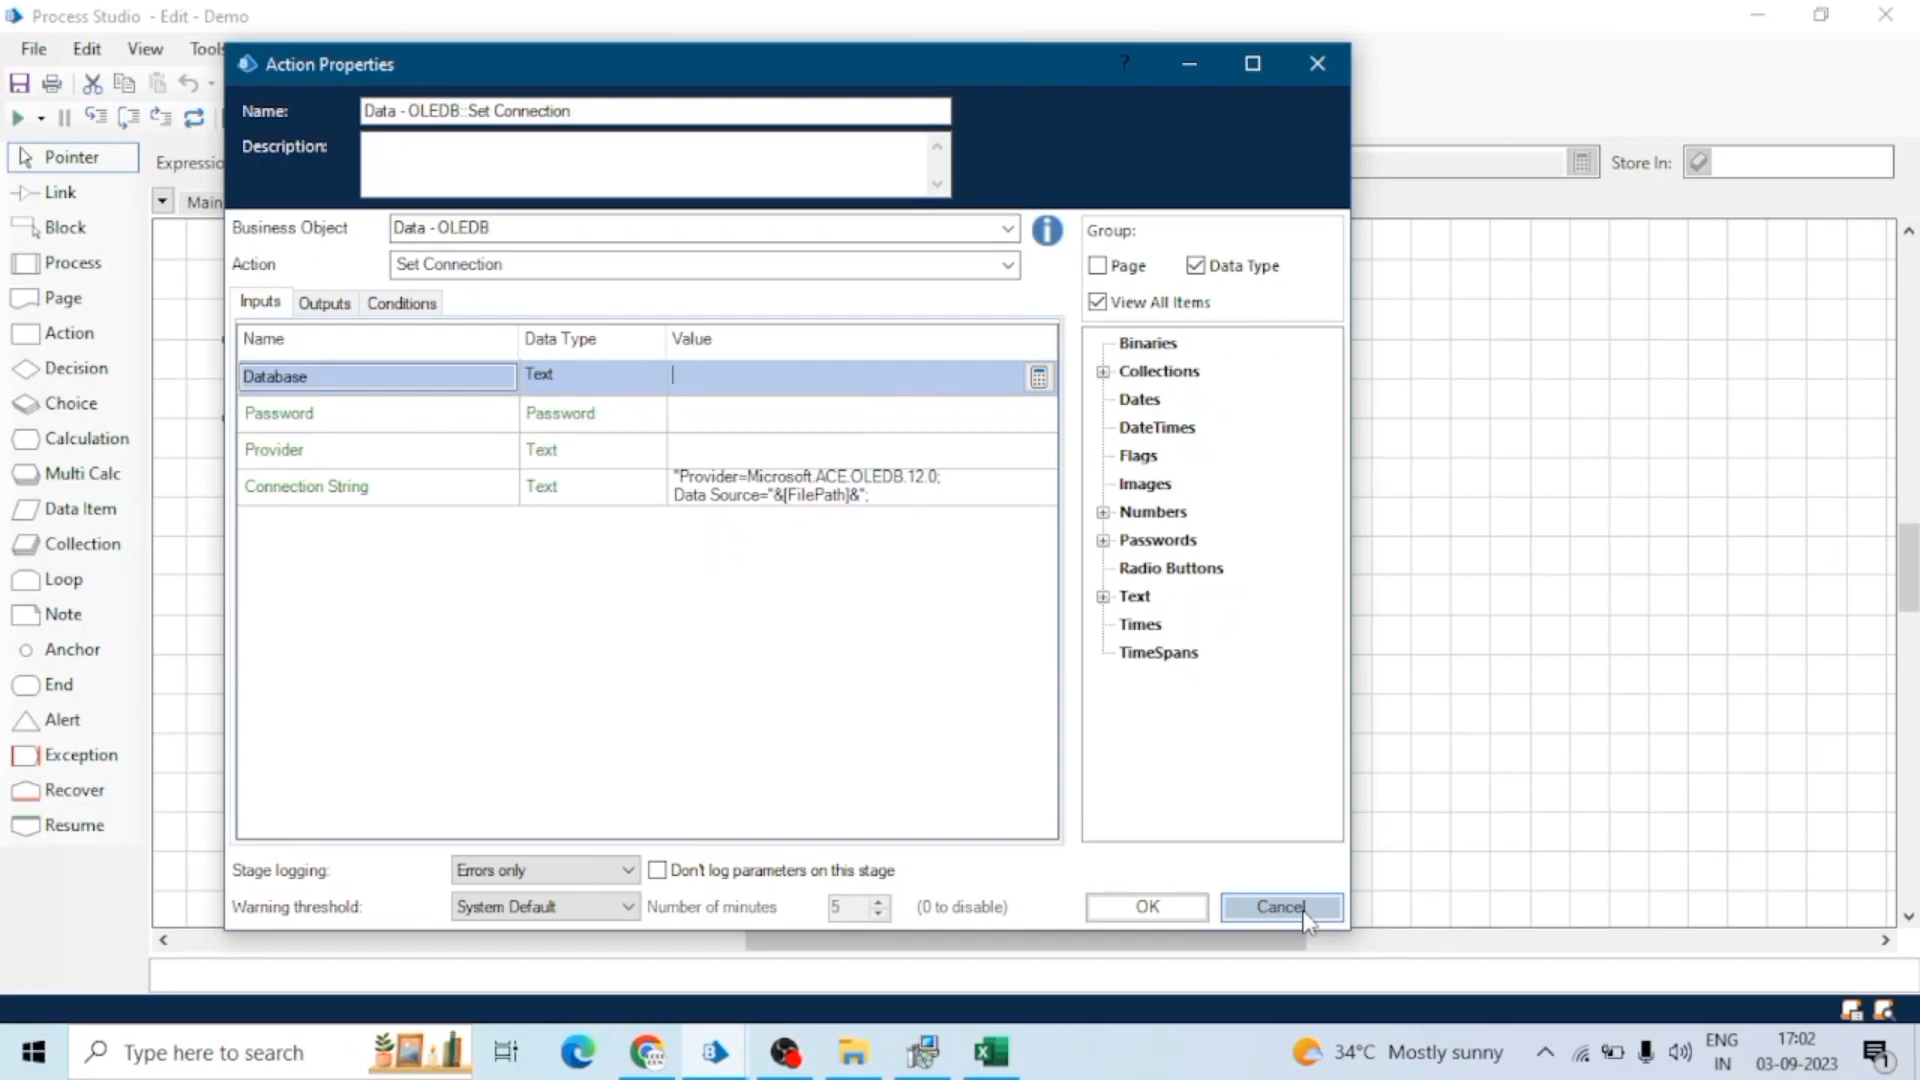 Process Studio - Edit - Demo
File Edit View Tools
Action Properties
?
Name: Data - OLEDB::Set Connection
Description:
Pointer
Link
Block
Process
Page
Action
Decision
Choice
Calculation
Multi Calc
Data Item
Collection
Loop
Note
Anchor
End
Alert
Exception
Recover
Resume
Expressio
Store In:
Main
Business Object Data - OLEDB
Action Set Connection
Inputs Outputs Conditions
Name Data Type Value
Database Text
Password Password
Provider Text
Connection String Text "Provider=Microsoft.ACE.OLEDB.12.0;
Data Source="&[FilePath]&";
Group:
Page Data Type
View All Items
Binaries
Collections
Dates
DateTimes
Flags
Images
Numbers
Passwords
Radio Buttons
Text
Times
TimeSpans
Stage logging: Errors only Don't log parameters on this stage
Warning threshold: System Default Number of minutes 5 (0 to disable)
OK Cancel
Type here to search
34°C Mostly sunny
ENG
IN
17:02
03-09-2023
1